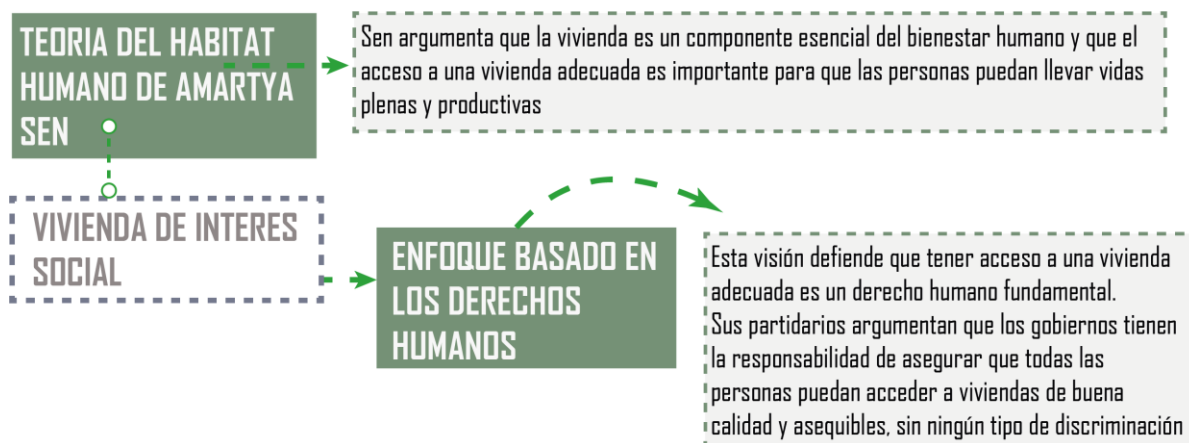 TEORIA DEL HABITAT
HUMANO DE AMARTYA
SEN
Sen argumenta que la vivienda es un componente esencial del bienestar humano y que el
acceso a una vivienda adecuada es importante para que las personas puedan llevar vidas
plenas y productivas
VIVIENDA DE INTERES
SOCIAL
ENFOQUE BASADO EN
LOS DERECHOS
HUMANOS
Esta visión defiende que tener acceso a una vivienda
adecuada es un derecho humano fundamental.
Sus partidarios argumentan que los gobiernos tienen
la responsabilidad de asegurar que todas las
personas puedan acceder a viviendas de buena
calidad y asequibles, sin ningún tipo de discriminación